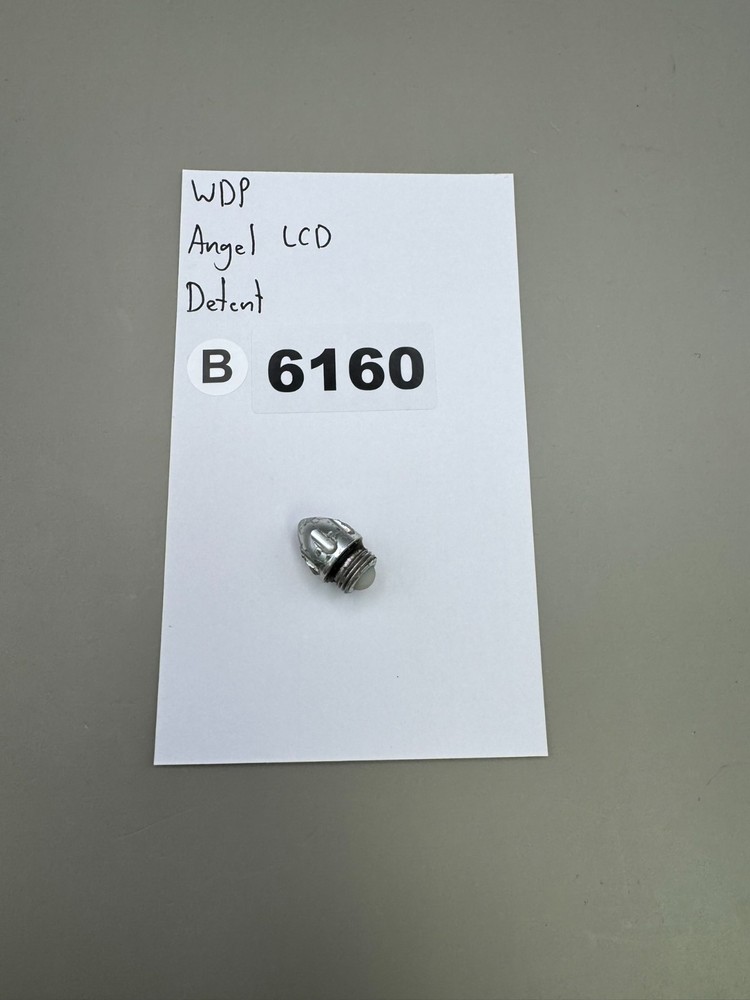 WDP
Angel LCD
Detent
B 6160